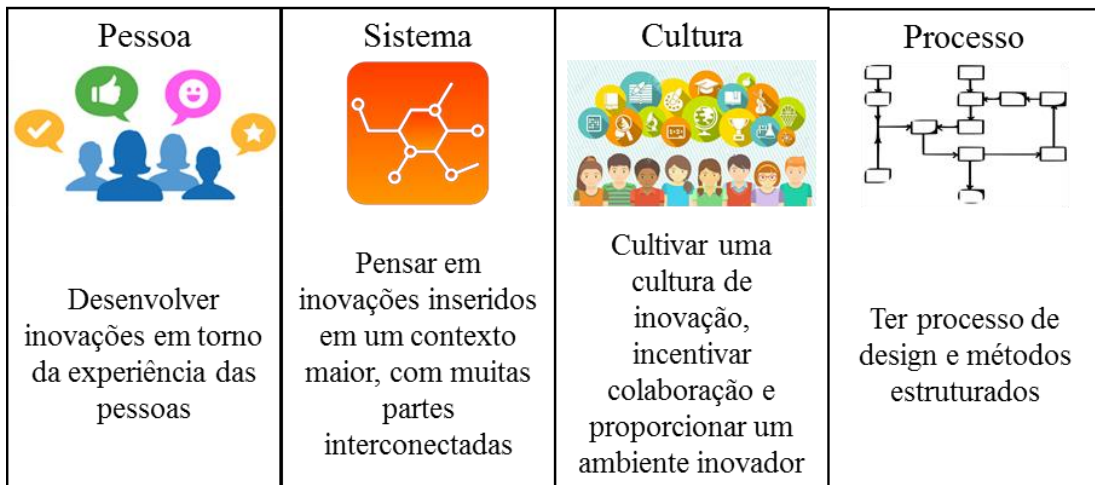 Pessoa
Desenvolver
inovações em torno
da experiência das
pessoas
Sistema
Pensar em
inovações inseridos
em um contexto
maior, com muitas
partes
interconectadas
Cultura
Cultivar uma
cultura de
inovação,
incentivar
colaboração e
proporcionar um
ambiente inovador
Processo
Ter processo de
design e métodos
estruturados